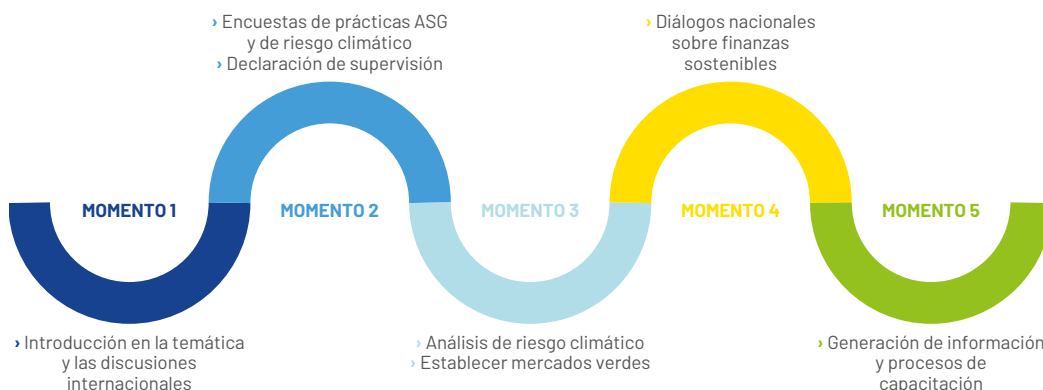 › Encuestas de prácticas ASG
y de riesgo climático
› Declaración de supervisión
› Diálogos nacionales
sobre finanzas
sostenibles
MOMENTO 1
MOMENTO 2
MOMENTO 3
MOMENTO 4
MOMENTO 5
› Introducción en la temática
y las discusiones
internacionales
› Análisis de riesgo climático
› Establecer mercados verdes
› Generación de información
y procesos de
capacitación